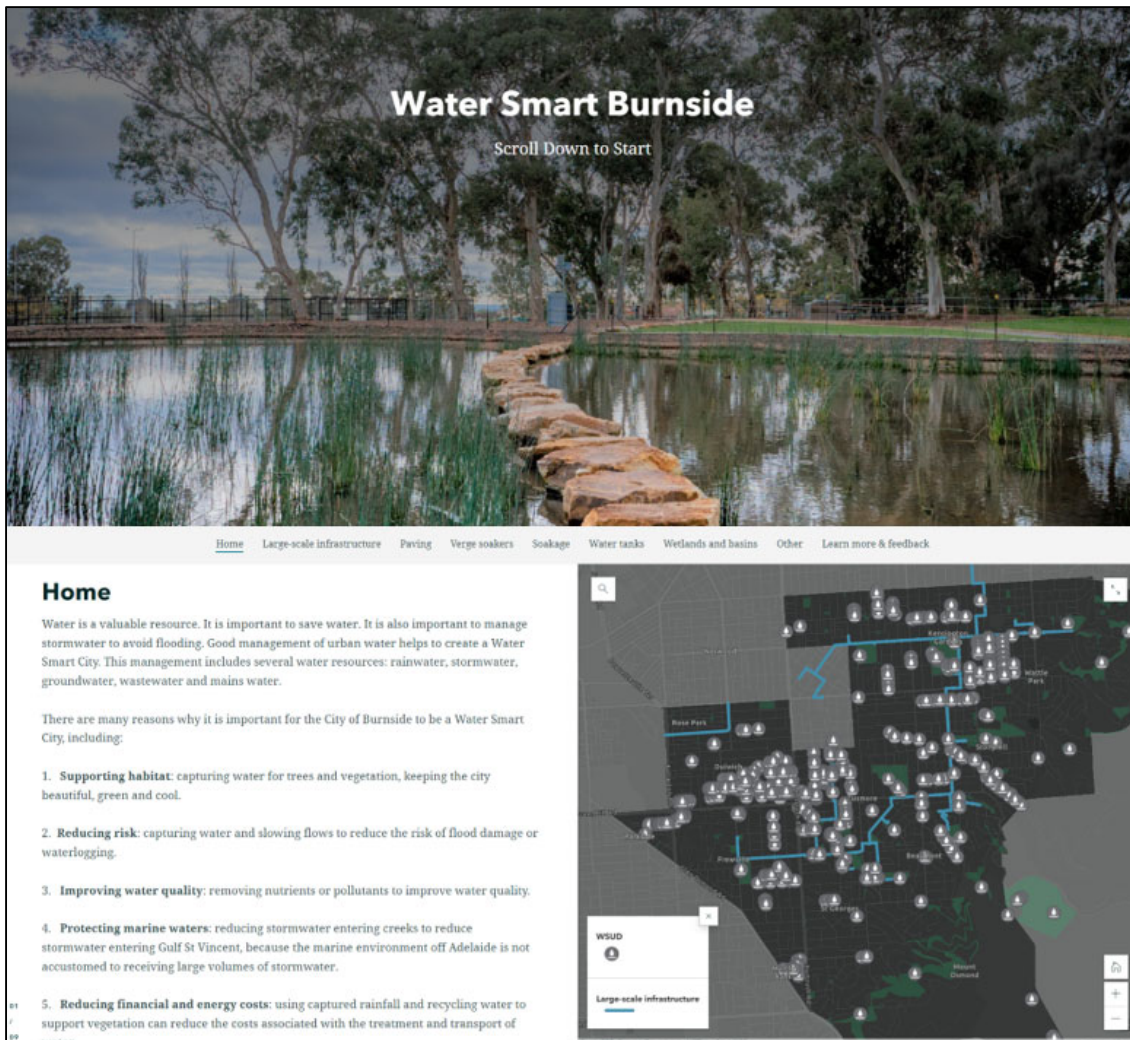 Water Smart Burnside
Scroll Down to Start
Home Large-scale infrastructure Paving Verge soakers Soakage Water tanks Wetlands and basins Other Learn more & feedback
Home
Water is a valuable resource. It is important to save water. It is also important to manage
stormwater to avoid flooding. Good management of urban water helps to create a Water
Smart City. This management includes several water resources: rainwater, stormwater,
groundwater, wastewater and mains water.
There are many reasons why it is important for the City of Burnside to be a Water Smart
City, including:
1. Supporting habitat: capturing water for trees and vegetation, keeping the city
beautiful, green and cool.
2. Reducing risk: capturing water and slowing flows to reduce the risk of flood damage or
waterlogging.
3. Improving water quality: removing nutrients or pollutants to improve water quality.
4. Protecting marine waters: reducing stormwater entering creeks to reduce
stormwater entering Gulf St Vincent, because the marine environment off Adelaide is not
accustomed to receiving large volumes of stormwater.
5. Reducing financial and energy costs: using captured rainfall and recycling water to
support vegetation can reduce the costs associated with the treatment and transport of
01
/
09
Kensington
Wattle
Park
Rose Park
Dulwich
Beaumont
St Georges
Mount
Osmond
WSUD
Large-scale infrastructure